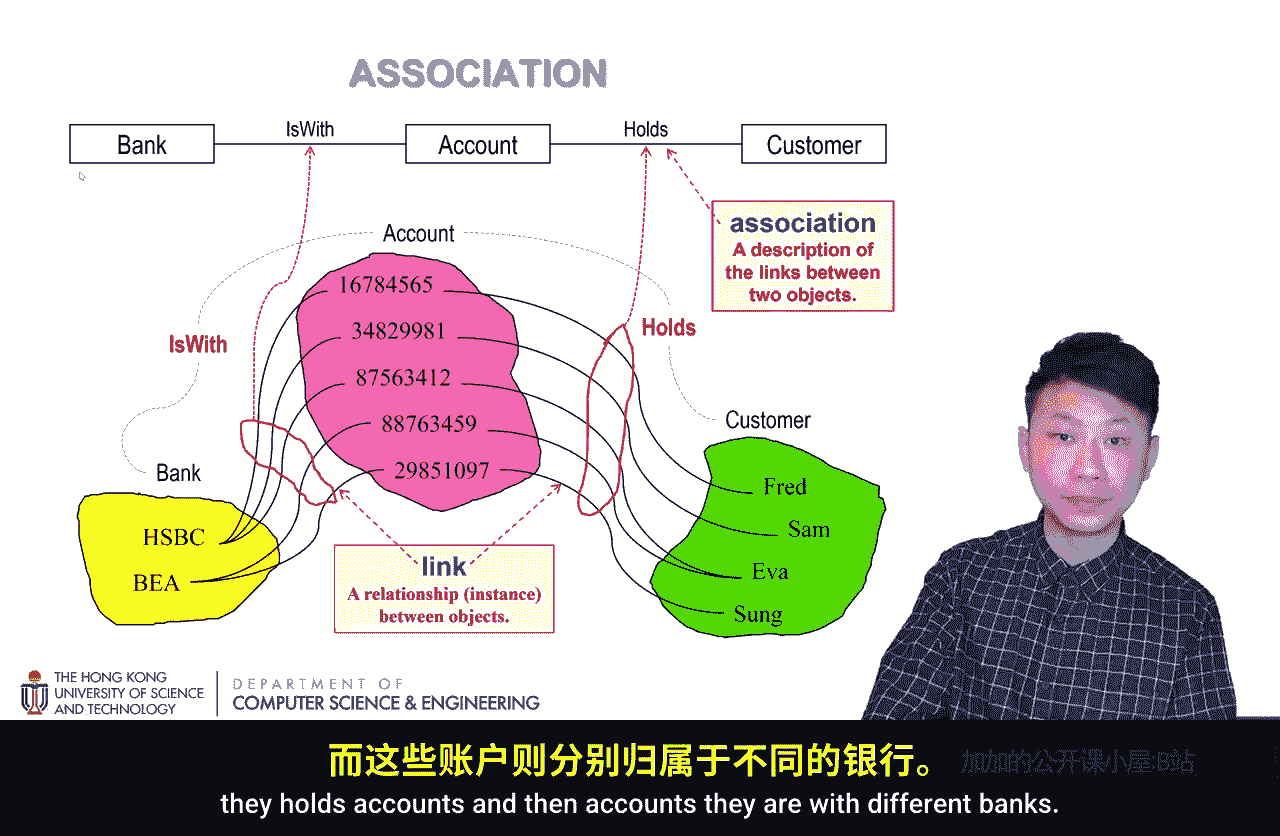 ASSOCIATION
Bank
IsWith
Account
Holds
Customer
association
A description of
the links between
two objects.
Account
16784565
34829981
87563412
88763459
29851097
IsWith
Holds
Customer
Fred
Sam
Eva
Sung
Bank
HSBC
BEA
link
A relationship (instance)
between objects.
THE HONG KONG
UNIVERSITY OF SCIENCE
AND TECHNOLOGY
DEPARTMENT OF
COMPUTER SCIENCE & ENGINEERING
而这些账户则分别归属于不同的银行。
加加的公开课小屋:B站
they holds accounts and then accounts they are with different banks.